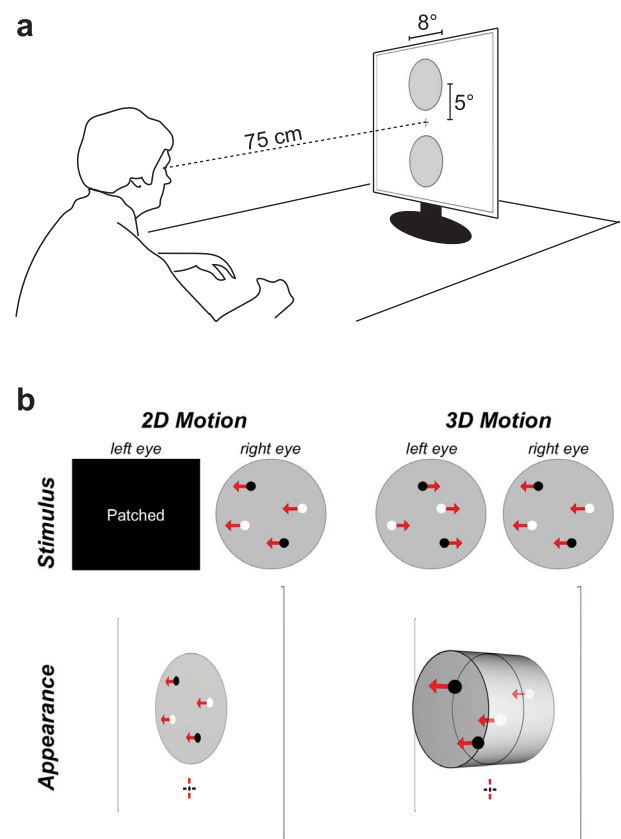 a
8°
5°
75 cm
b
2D Motion
3D Motion
left eye
right eye
left eye
right eye
Stimulus
Patched
Appearance